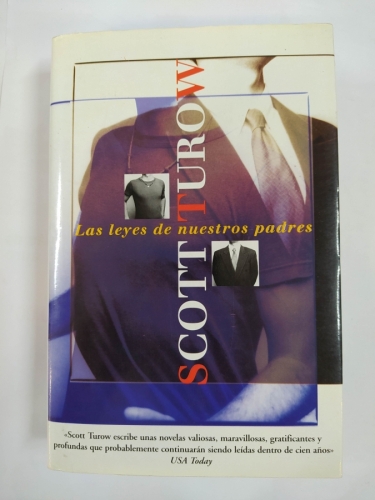 SCOTT TUROW
Las leyes de nuestros padres
«Scott Turow escribe unas novelas valiosas, maravillosas, gratificantes y
profundas que probablemente continuarán siendo leídas dentro de cien años»
USA Today